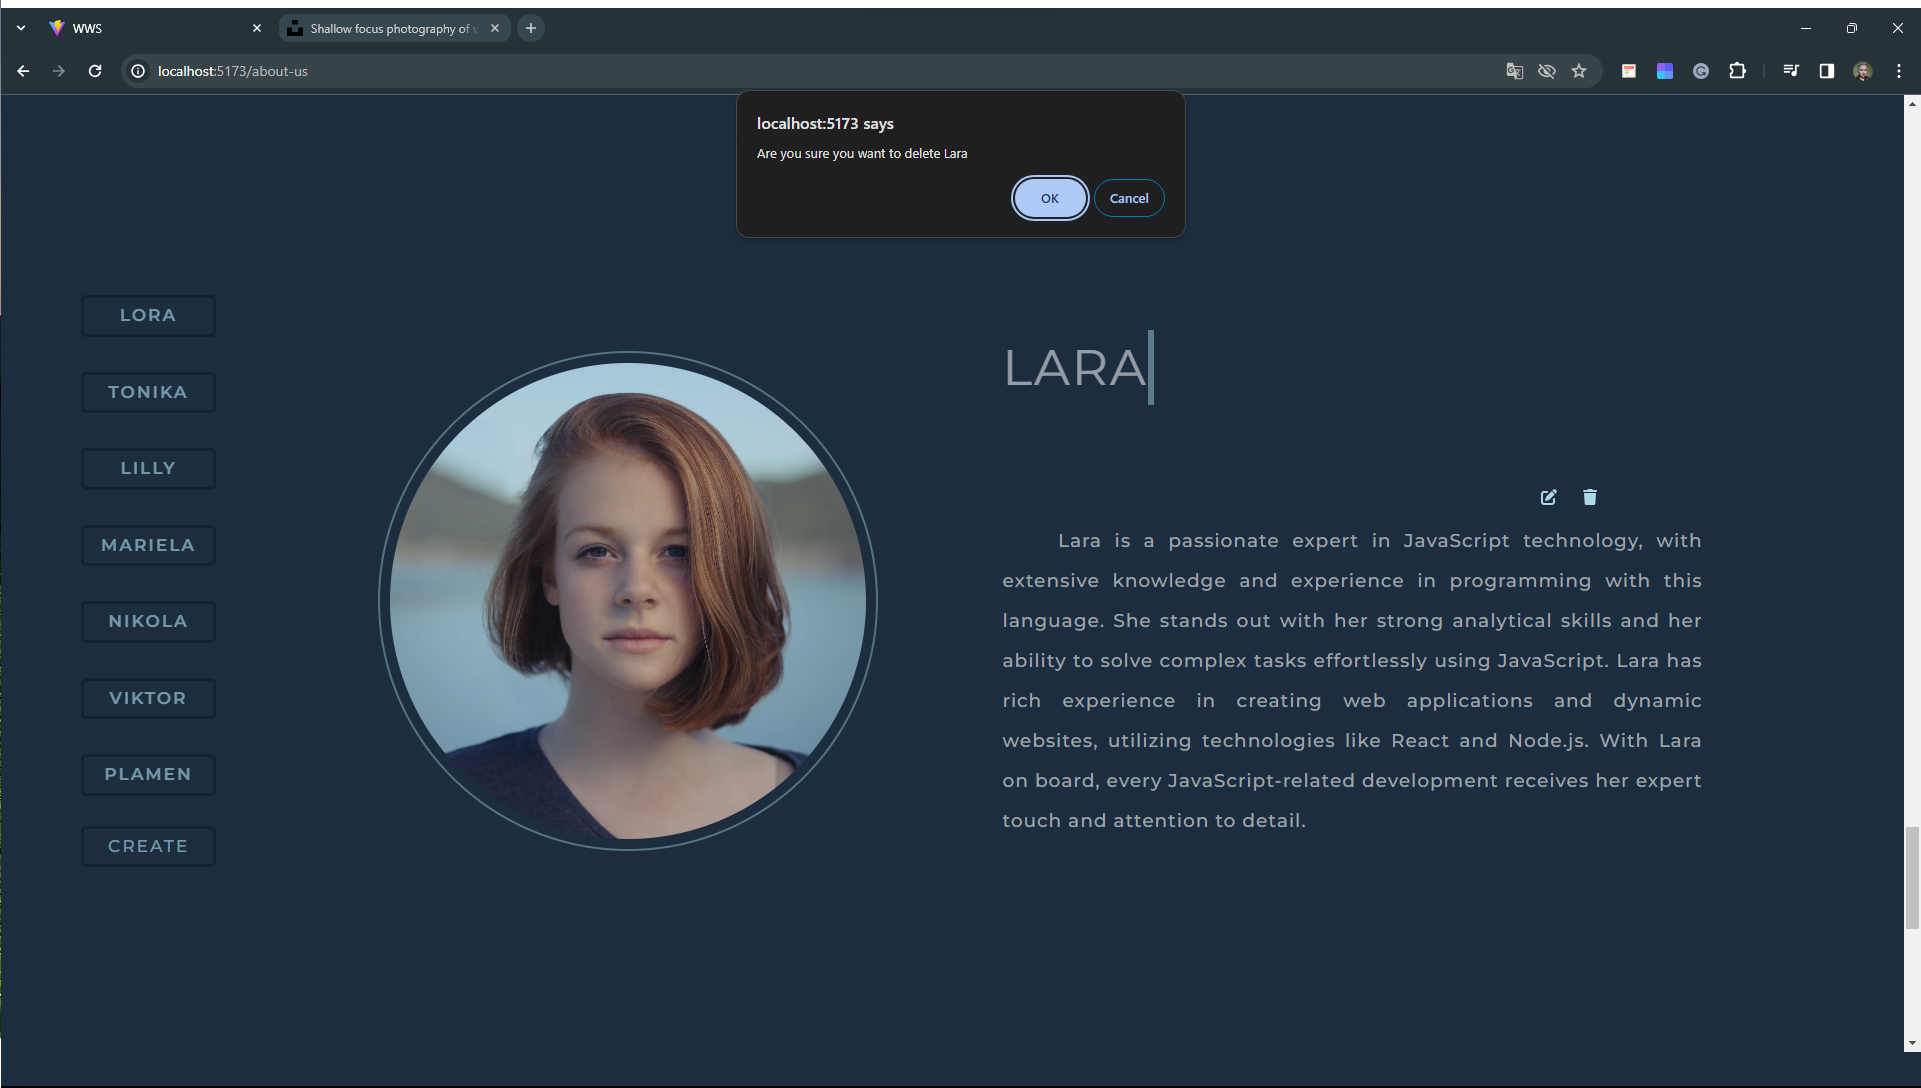 WWS
Shallow focus photography of
localhost:5173/about-us
localhost:5173 says
Are you sure you want to delete Lara
OK
Cancel
LORA
TONIKA
LILLY
MARIELA
NIKOLA
VIKTOR
PLAMEN
CREATE
LARA
Lara is a passionate expert in JavaScript technology, with
extensive knowledge and experience in programming with this
language. She stands out with her strong analytical skills and her
ability to solve complex tasks effortlessly using JavaScript. Lara has
rich experience in creating web applications and dynamic
websites, utilizing technologies like React and Node.js. With Lara
on board, every JavaScript-related development receives her expert
touch and attention to detail.